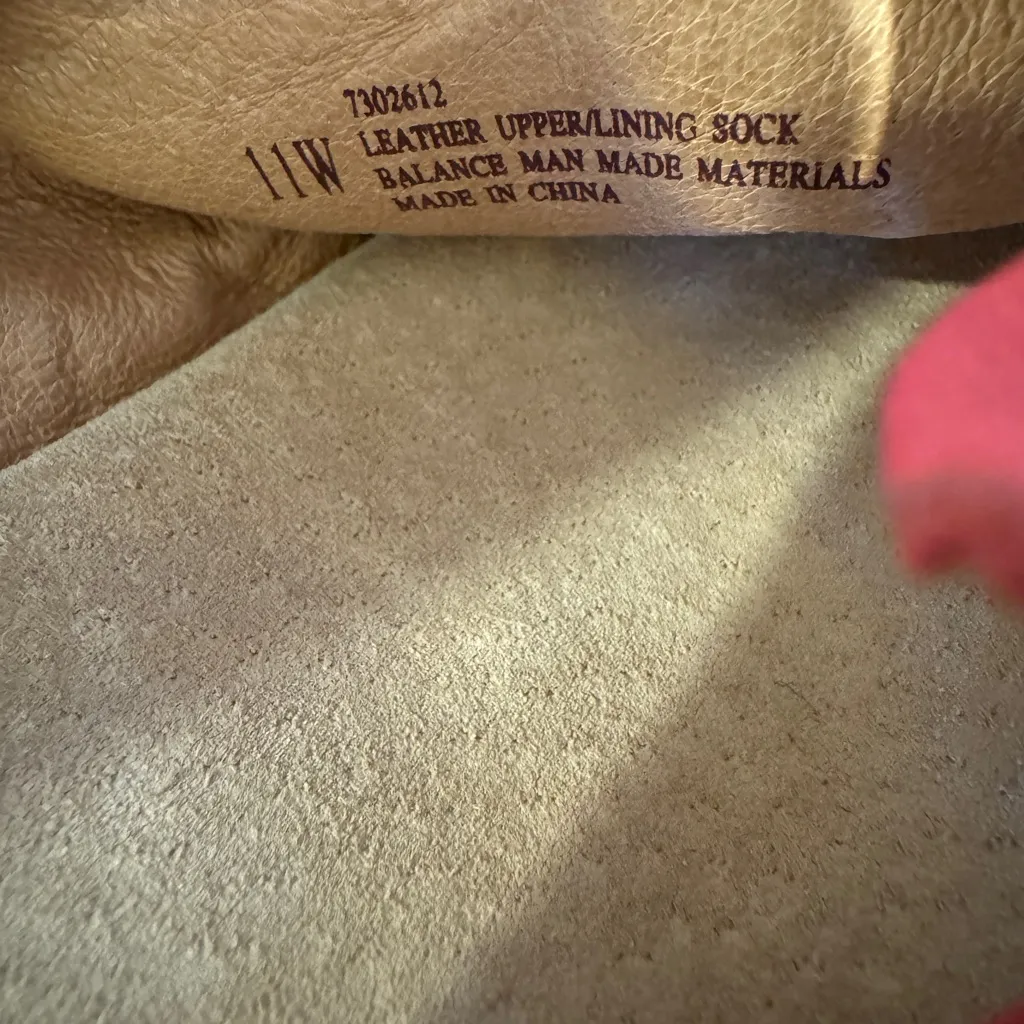 7302612
11W
LEATHER UPPER/LINING SOCK
BALANCE MAN MADE MATERIALS
MADE IN CHINA